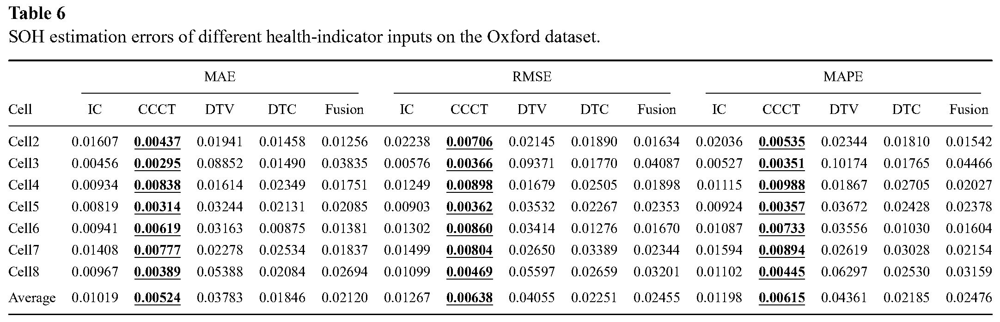 Table 6
SOH estimation errors of different health-indicator inputs on the Oxford dataset.
MAE RMSE MAPE
Cell IC CCCT DTV DTC Fusion IC CCCT DTV DTC Fusion IC CCCT DTV DTC Fusion
Cell2 0.01607 0.00437 0.01941 0.01458 0.01256 0.02238 0.00706 0.02145 0.01890 0.01634 0.02036 0.00535 0.02344 0.01810 0.01542
Cell3 0.00456 0.00295 0.08852 0.01490 0.03835 0.00576 0.00366 0.09371 0.01770 0.04087 0.00527 0.00351 0.10174 0.01765 0.04466
Cell4 0.00934 0.00838 0.01614 0.02349 0.01751 0.01249 0.00898 0.01679 0.02505 0.01898 0.01115 0.00988 0.01867 0.02705 0.02027
Cell5 0.00819 0.00314 0.03244 0.02131 0.02085 0.00903 0.00362 0.03532 0.02267 0.02353 0.00924 0.00357 0.03672 0.02428 0.02378
Cell6 0.00941 0.00619 0.03163 0.00875 0.01381 0.01302 0.00860 0.03414 0.01276 0.01670 0.01087 0.00733 0.03556 0.01030 0.01604
Cell7 0.01408 0.00777 0.02278 0.02534 0.01837 0.01499 0.00804 0.02650 0.03389 0.02344 0.01594 0.00894 0.02619 0.03028 0.02154
Cell8 0.00967 0.00389 0.05388 0.02084 0.02694 0.01099 0.00469 0.05597 0.02659 0.03201 0.01102 0.00445 0.06297 0.02530 0.03159
Average 0.01019 0.00524 0.03783 0.01846 0.02120 0.01267 0.00638 0.04055 0.02251 0.02455 0.01198 0.00615 0.04361 0.02185 0.02476